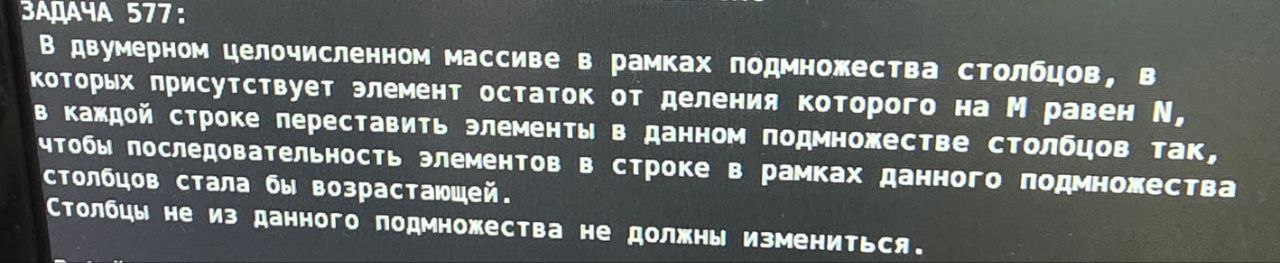 ЗАДАЧА 577:
В двумерном целочисленном массиве в рамках подмножества столбцов, в
которых присутствует элемент остаток от деления которого на М равен N,
в каждой строке переставить элементы в данном подмножестве столбцов так,
чтобы последовательность элементов в строке в рамках данного подмножества
столбцов стала бы возрастающей.
Столбцы не из данного подмножества не должны измениться.